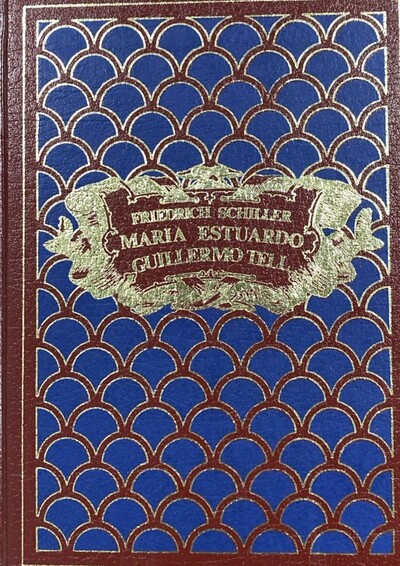 FRIEDRICH SCHILLER
MARIA ESTUARDO
GUILLERMO TELL